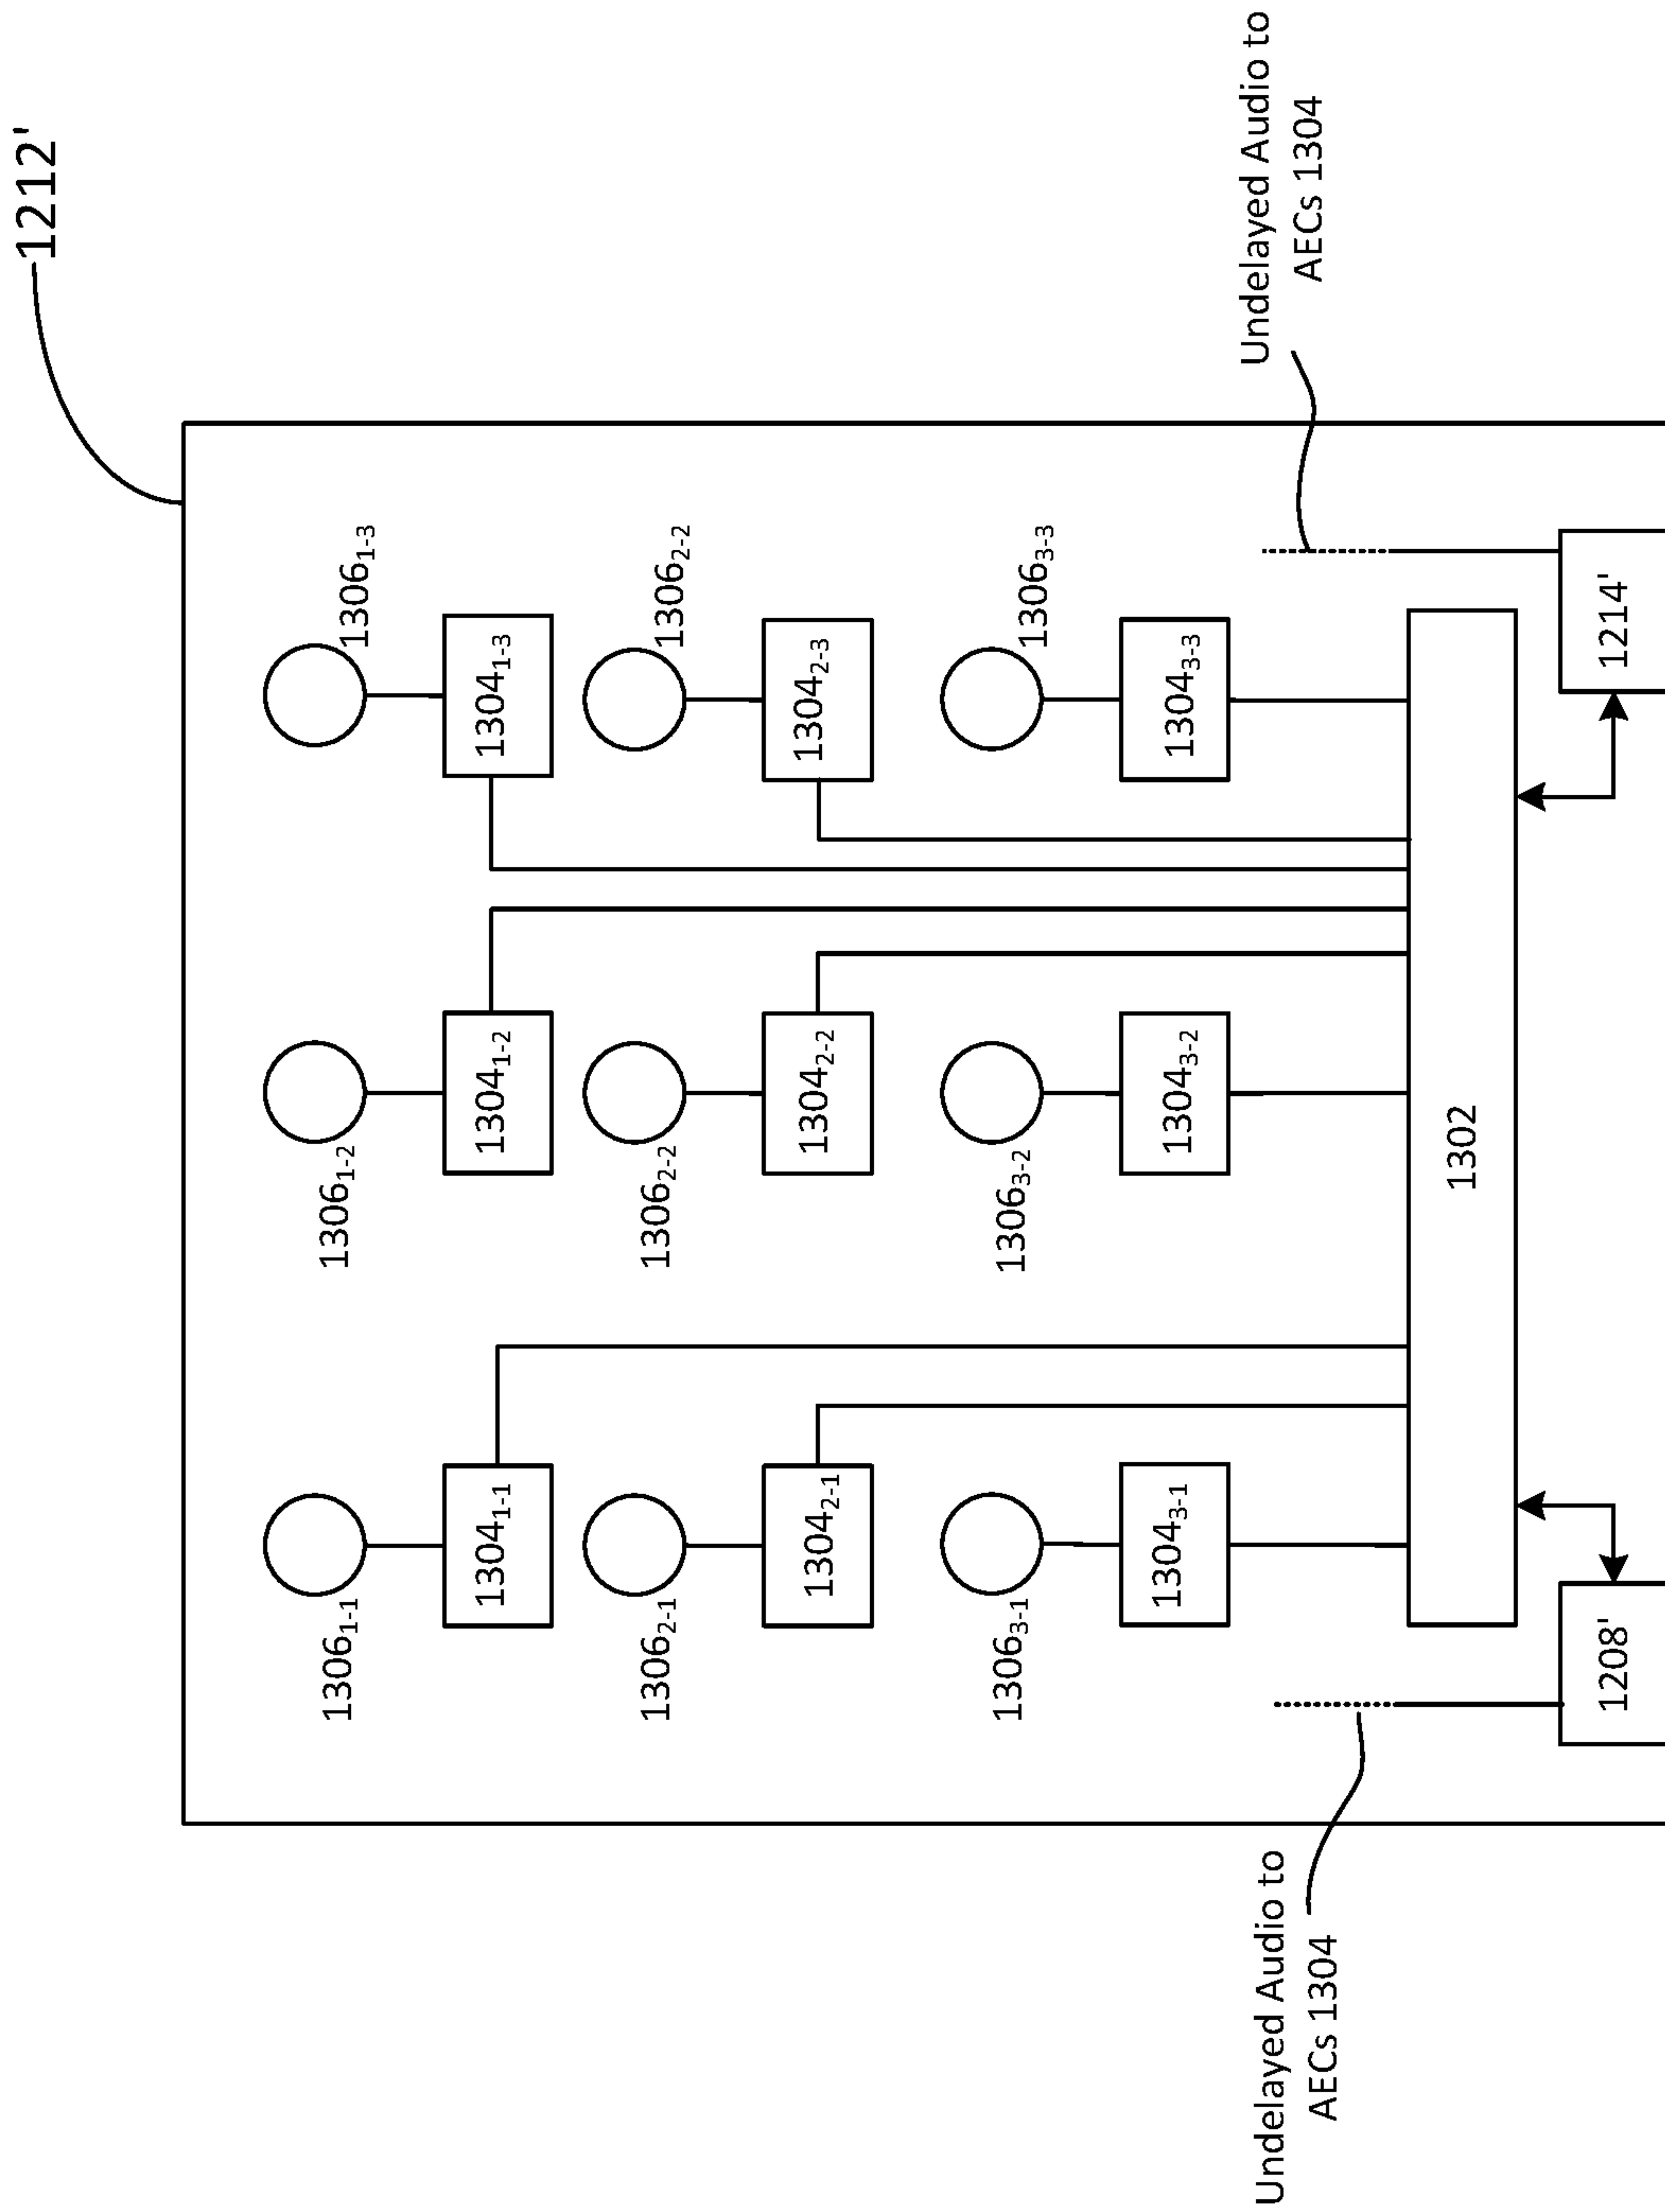 1212'
1306₁₋₁ 1306₁₋₂ 1306₁₋₃
1304₁₋₁ 1304₁₋₂ 1304₁₋₃
1306₂₋₁ 1306₂₋₂ 1306₂₋₂
1304₂₋₁ 1304₂₋₂ 1304₂₋₃
1306₃₋₁ 1306₃₋₂ 1306₃₋₃
1304₃₋₁ 1304₃₋₂ 1304₃₋₃
Undelayed Audio to
AECs 1304
Undelayed Audio to
AECs 1304
1302
1208' 1214'